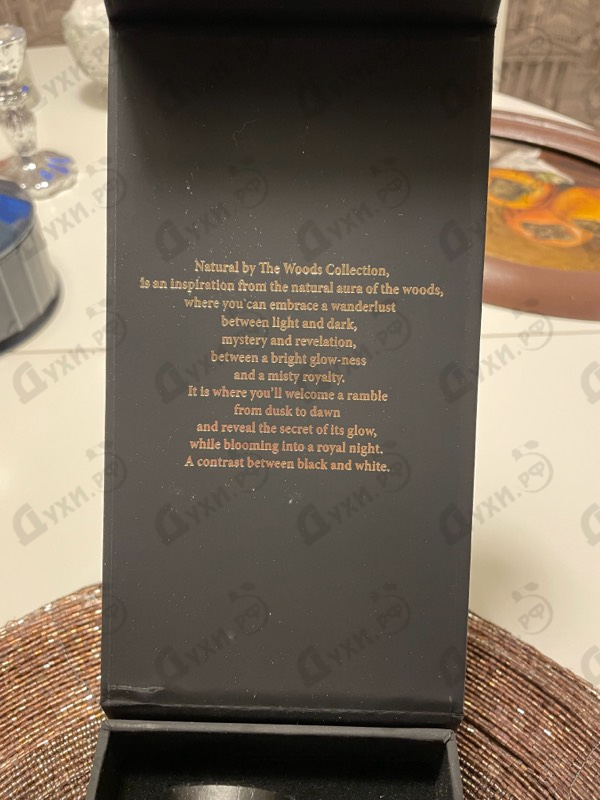 Natural by The Woods Collection,
is an inspiration from the natural aura of the woods,
where you can embrace a wanderlust
between light and dark,
mystery and revelation,
between a bright glow-ness
and a misty royalty.
It is where you'll welcome a ramble
from dusk to dawn
and reveal the secret of its glow,
while blooming into a royal night.
A contrast between black and white.
Духи.рф